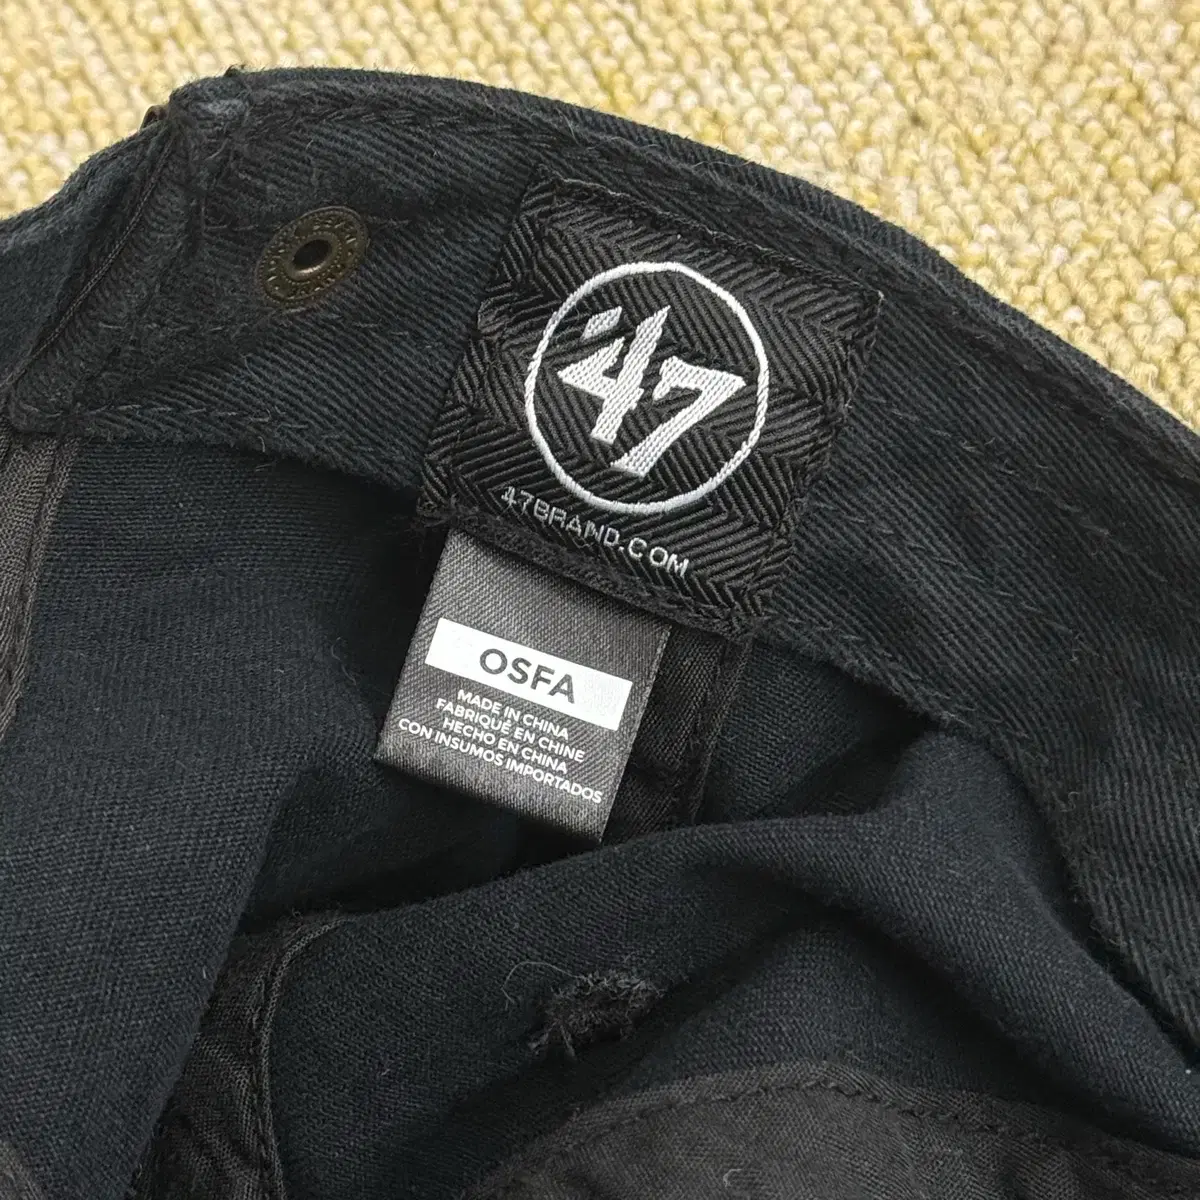 '47
47BRAND.COM
OSFA
MADE IN CHINA
FABRIQUÉ EN CHINE
HECHO EN CHINA
CON INSUMOS IMPORTADOS